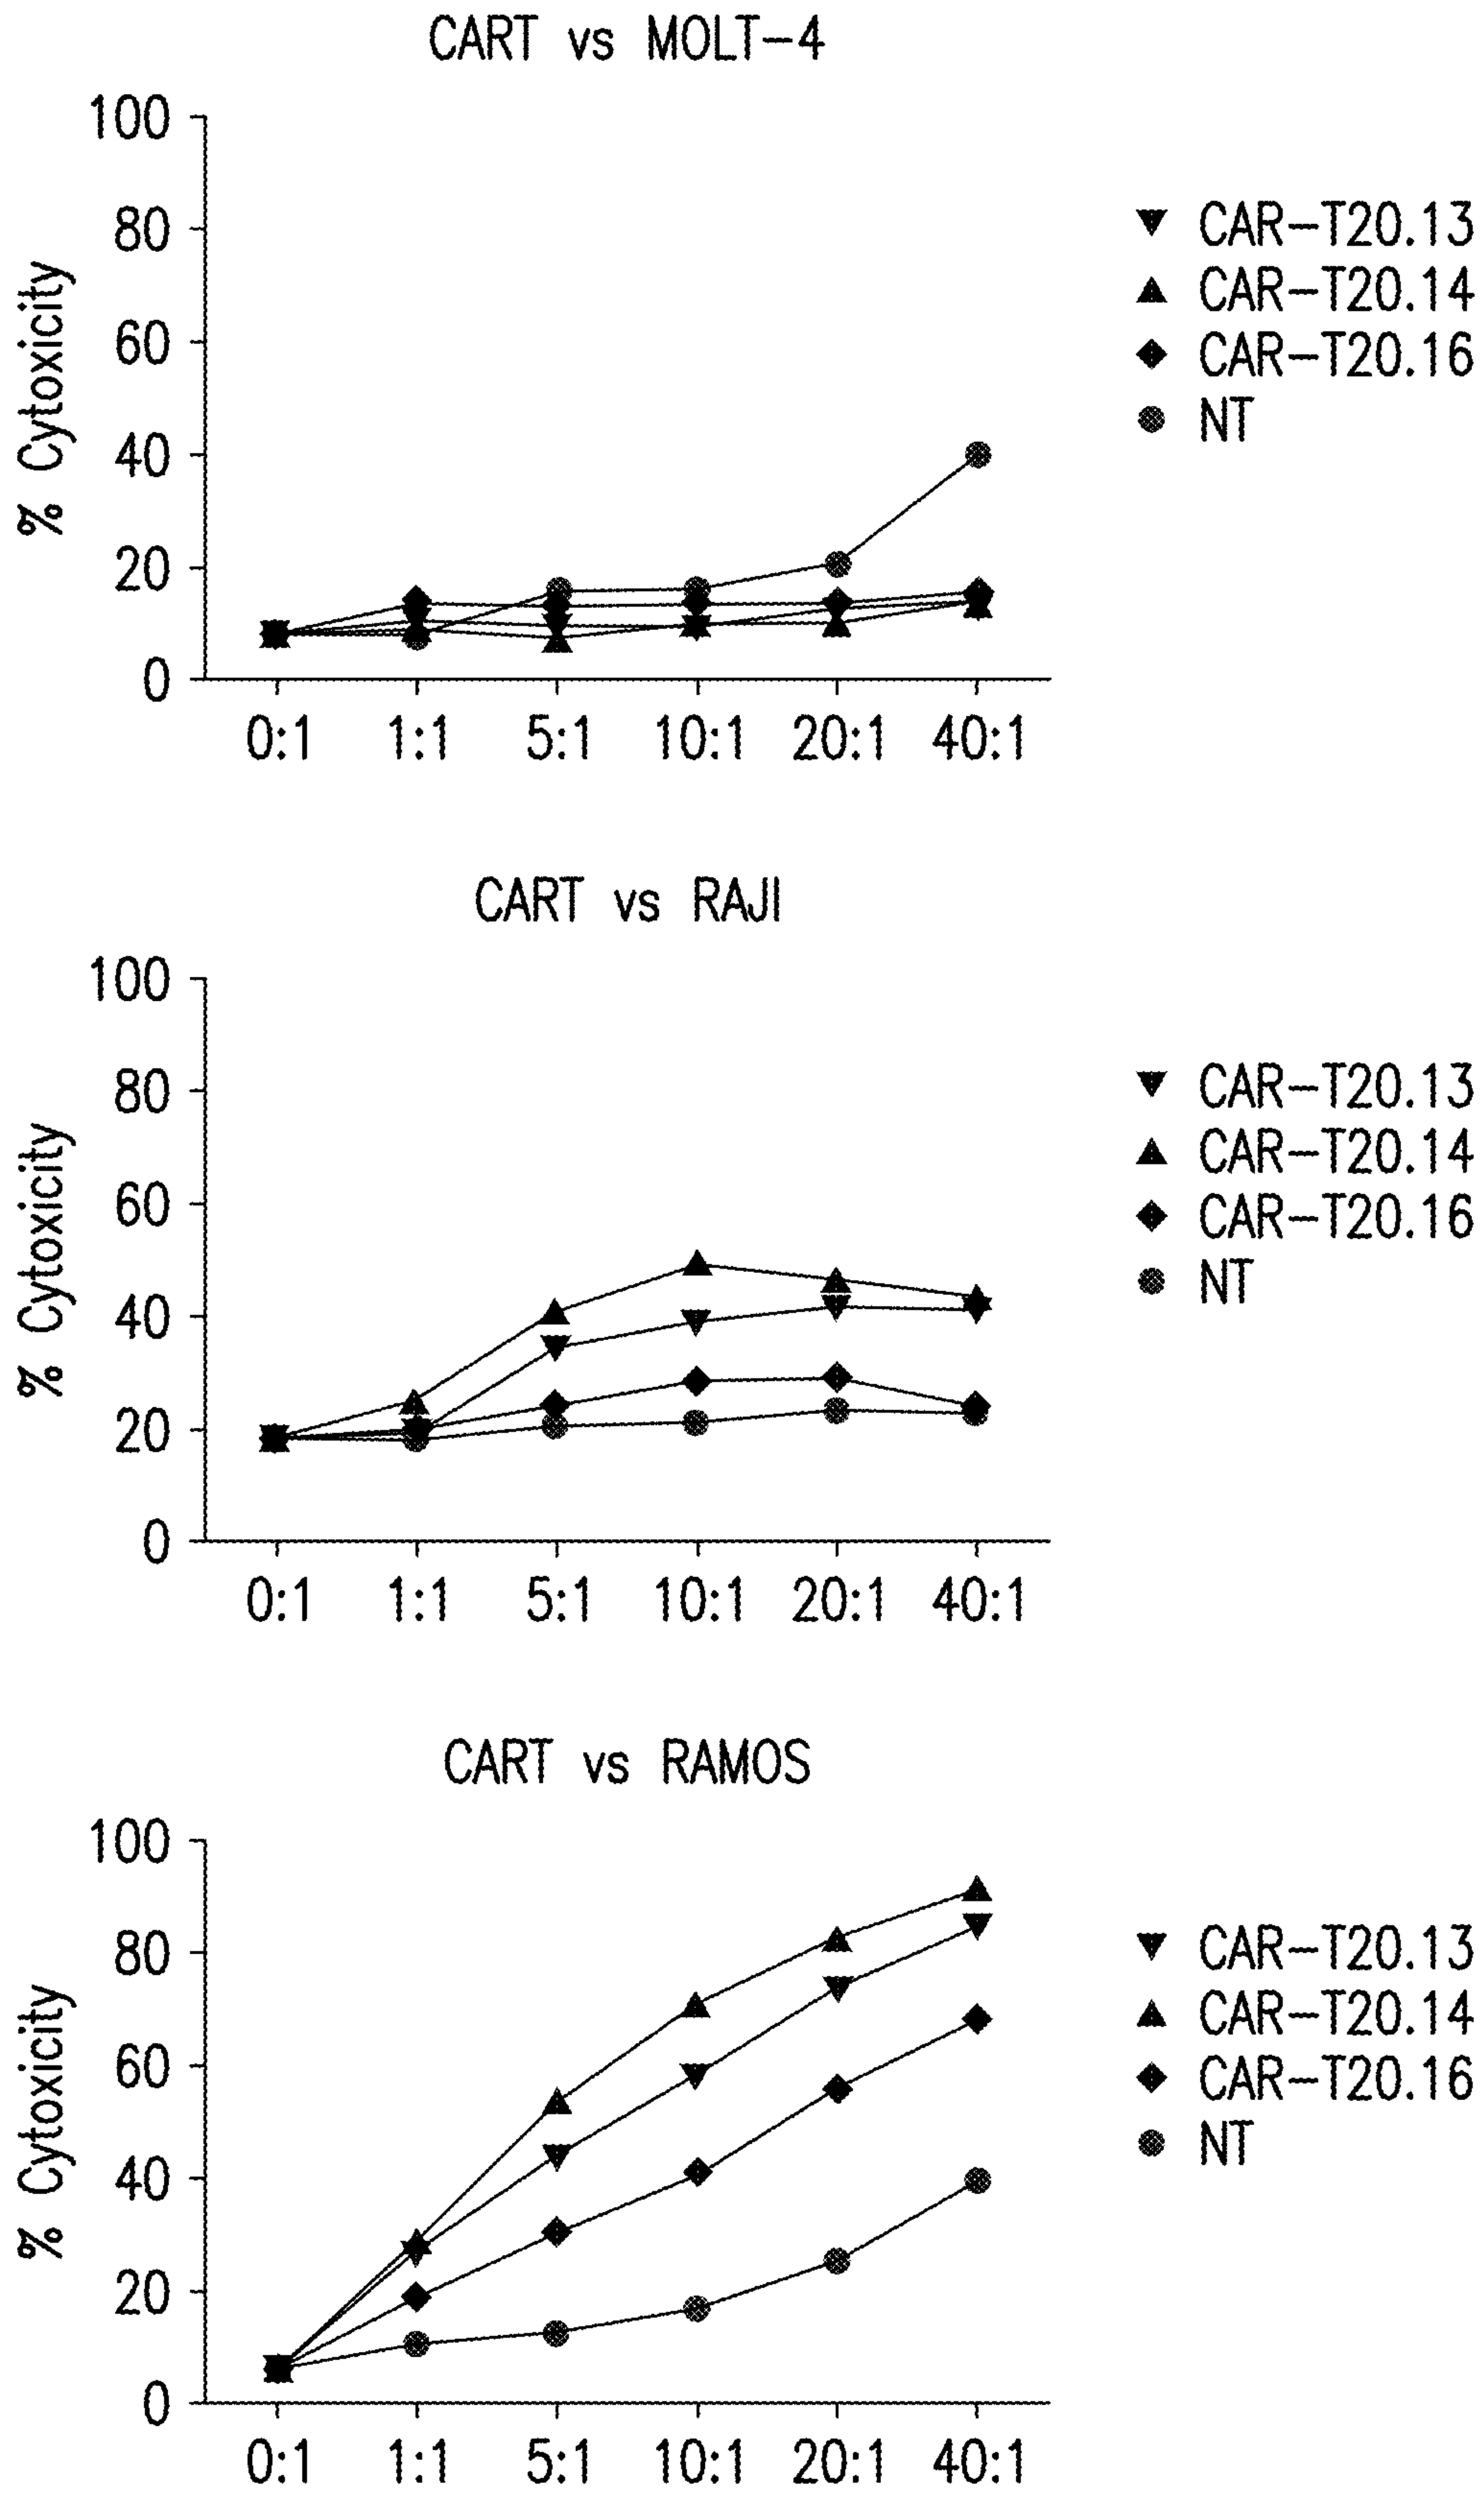 CART vs MOLT-4
% Cytoxicity
100
80
60
40
20
0
0:1 1:1 5:1 10:1 20:1 40:1
CAR-T20.13
CAR-T20.14
CAR-T20.16
NT
CART vs RAJI
% Cytoxicity
100
80
60
40
20
0
0:1 1:1 5:1 10:1 20:1 40:1
CAR-T20.13
CAR-T20.14
CAR-T20.16
NT
CART vs RAMOS
% Cytoxicity
100
80
60
40
20
0
0:1 1:1 5:1 10:1 20:1 40:1
CAR-T20.13
CAR-T20.14
CAR-T20.16
NT